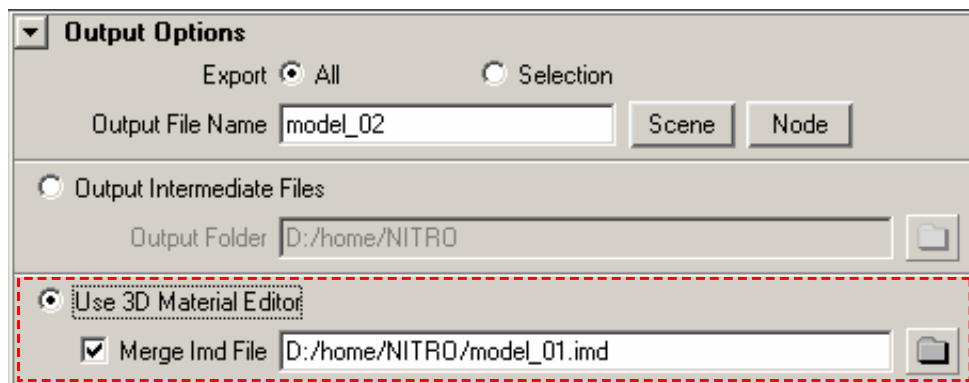 Output Options
Export All Selection
Output File Name model_02 Scene Node
Output Intermediate Files
Output Folder D:/home/NITRO
Use 3D Material Editor
Merge Imd File D:/home/NITRO/model_01.imd